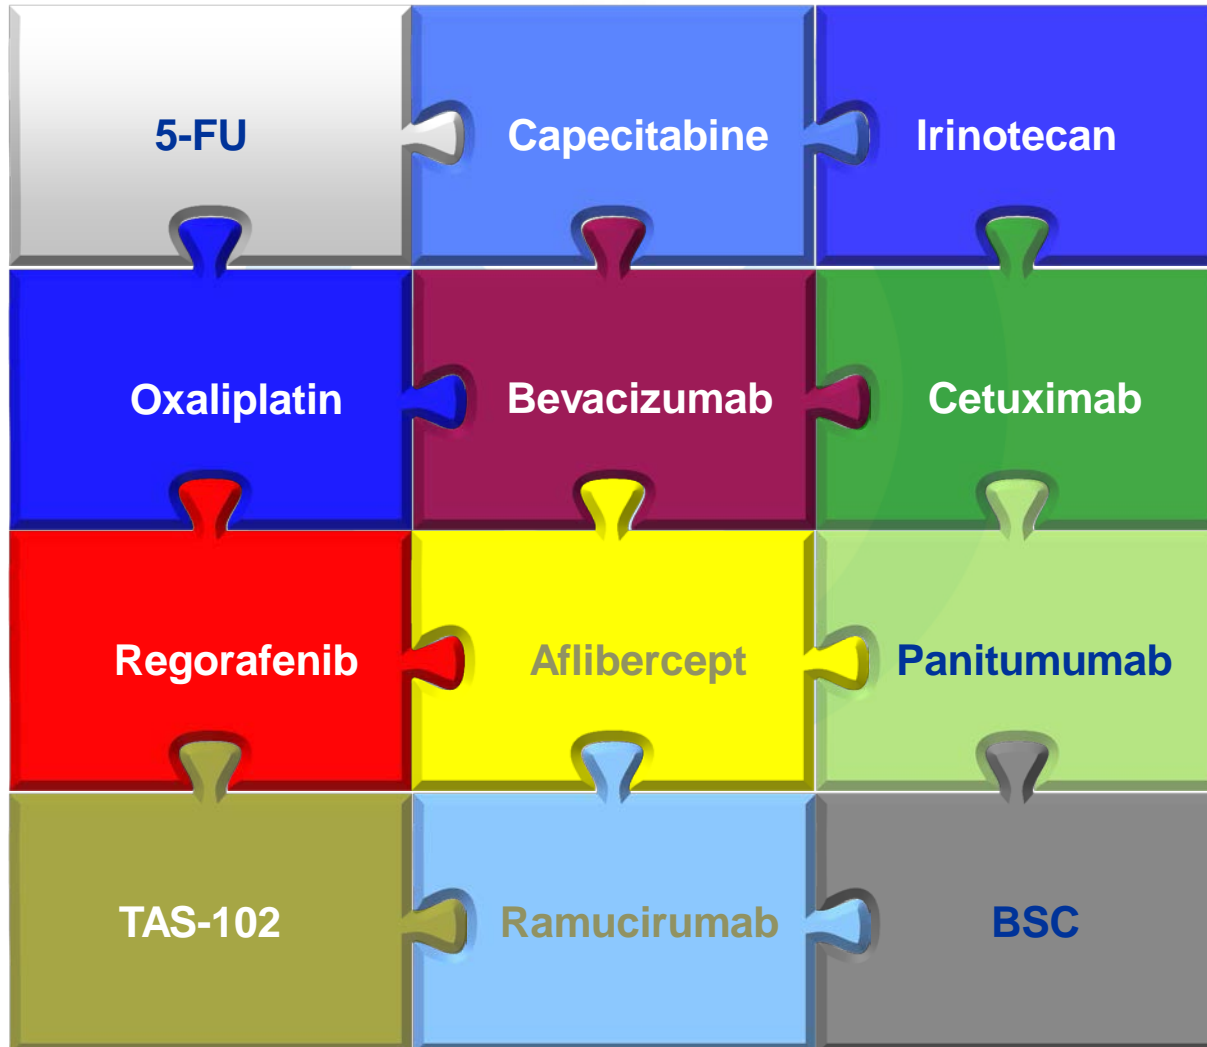 5-FU
Capecitabine
Irinotecan
Oxaliplatin
Bevacizumab
Cetuximab
Regorafenib
Aflibercept
Panitumumab
TAS-102
Ramucirumab
BSC